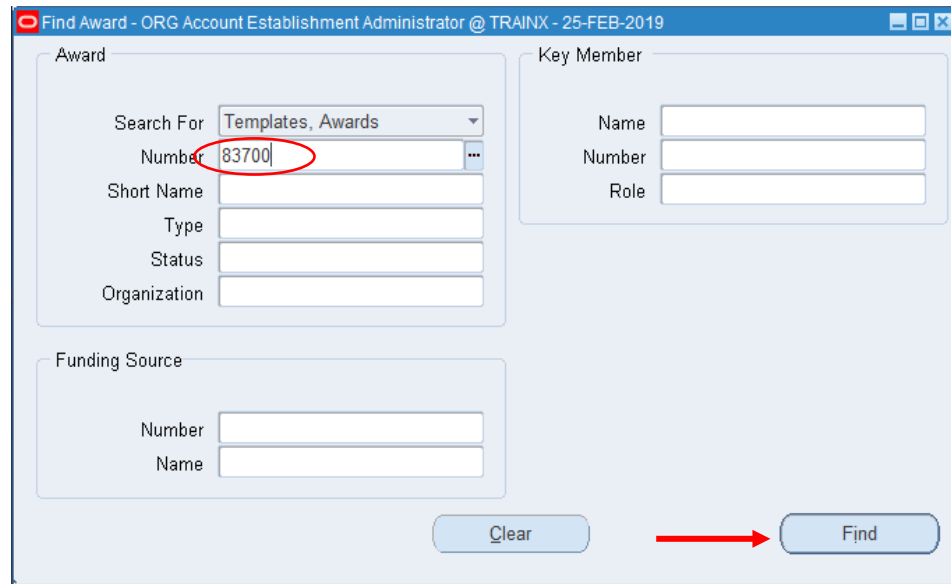 Find Award - ORG Account Establishment Administrator @ TRAINX - 25-FEB-2019
Award
Search For Templates, Awards
Number 83700
Short Name
Type
Status
Organization
Key Member
Name
Number
Role
Funding Source
Number
Name
Clear
Find